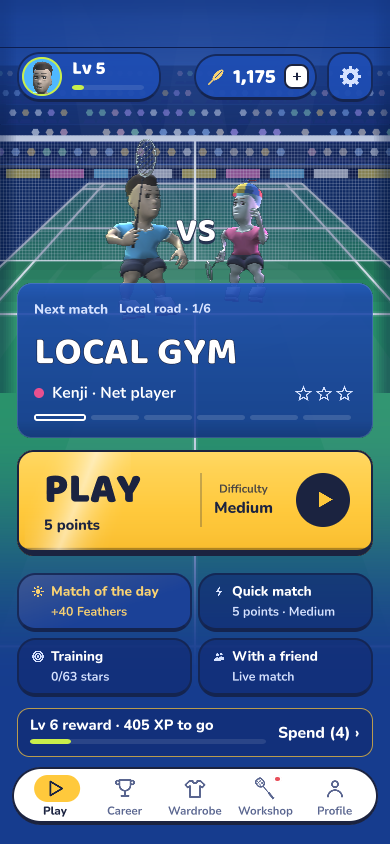 Lv 5
1,175 +
VS
Next match Local road · 1/6
LOCAL GYM
Kenji · Net player
PLAY
5 points
Difficulty
Medium
Match of the day
+40 Feathers
Quick match
5 points · Medium
Training
0/63 stars
With a friend
Live match
Lv 6 reward · 405 XP to go
Spend (4) ›
Play Career Wardrobe Workshop Profile